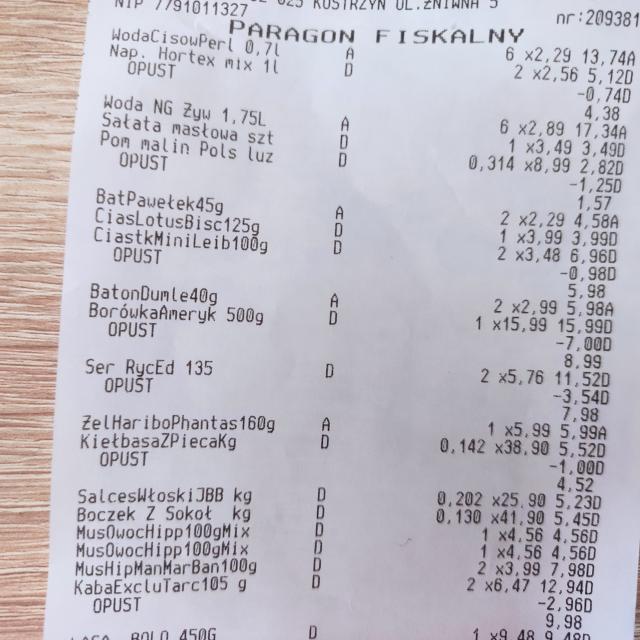 NIP 7791011327 025 KOSTRZYN UL.ŻNIWNA 5
nr:209381
PARAGON FISKALNY
WodaCisowPerl 0,7l A 6 x2,29 13,74A
Nap. Hortex mix 1l D 2 x2,56 5,12D
OPUST -0,74D
4,38
Woda NG Żyw 1,75L A 6 x2,89 17,34A
Sałata masłowa szt D 1 x3,49 3,49D
Pom malin Pols luz D 0,314 x8,99 2,82D
OPUST -1,25D
1,57
BatPawełek45g A 2 x2,29 4,58A
CiasLotusBisc125g D 1 x3,99 3,99D
CiastkMiniLeib100g D 2 x3,48 6,96D
OPUST -0,98D
5,98
BatonDumle40g A 2 x2,99 5,98A
BorówkaAmeryk 500g D 1 x15,99 15,99D
OPUST -7,00D
8,99
Ser RycEd 135 D 2 x5,76 11,52D
OPUST -3,54D
7,98
ŻelHariboPhantas160g A 1 x5,99 5,99A
KiełbasaZPiecaKg D 0,142 x38,90 5,52D
OPUST -1,00D
4,52
SalcesWłoskiJBB kg D 0,202 x25,90 5,23D
Boczek Z Sokoł kg D 0,130 x41,90 5,45D
MusOwocHipp100gMix D 1 x4,56 4,56D
MusOwocHipp100gMix D 1 x4,56 4,56D
MusHipManMarBan100g D 2 x3,99 7,98D
KabaExcluTarc105 g D 2 x6,47 12,94D
OPUST -2,96D
9,98
BOLO 450G D 1 x9,48